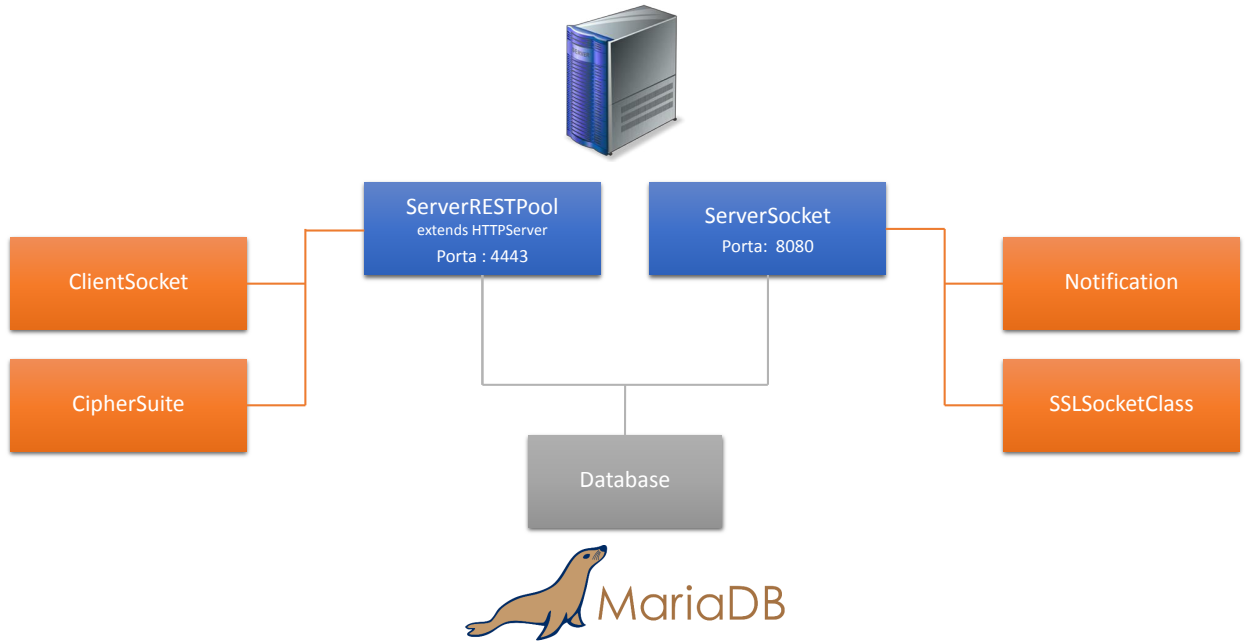 ServerRESTPool
extends HTTPServer
Porta : 4443
ServerSocket
Porta: 8080
ClientSocket
CipherSuite
Notification
SSLSocketClass
Database
MariaDB